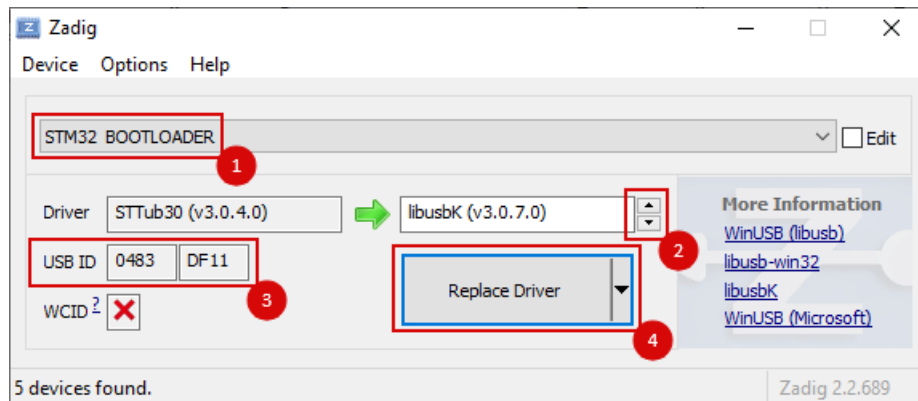 Zadig
Device Options Help
STM32 BOOTLOADER
Edit
1
Driver STTub30 (v3.0.4.0) libusbK (v3.0.7.0)
2
USB ID 0483 DF11
3
WCID ?
Replace Driver
4
More Information
WinUSB (libusb)
libusb-win32
libusbK
WinUSB (Microsoft)
5 devices found.
Zadig 2.2.689